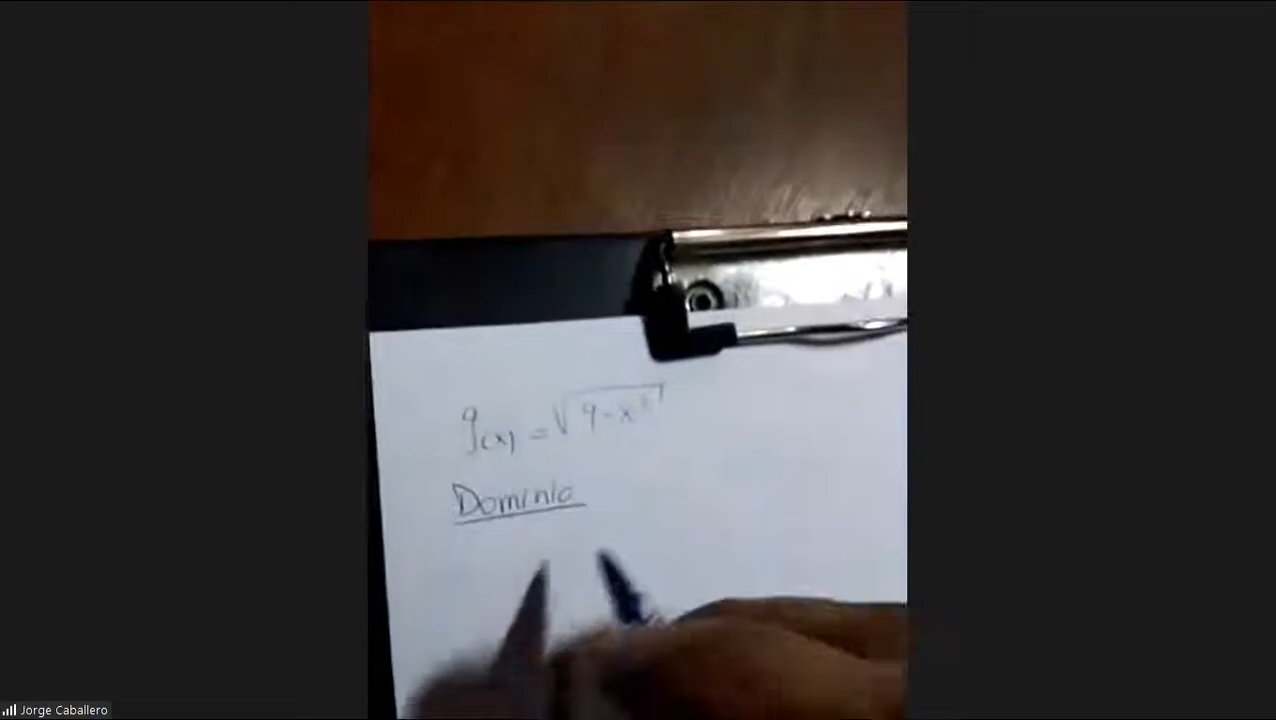 g(x) = √9-x²
Dominio
Jorge Caballero